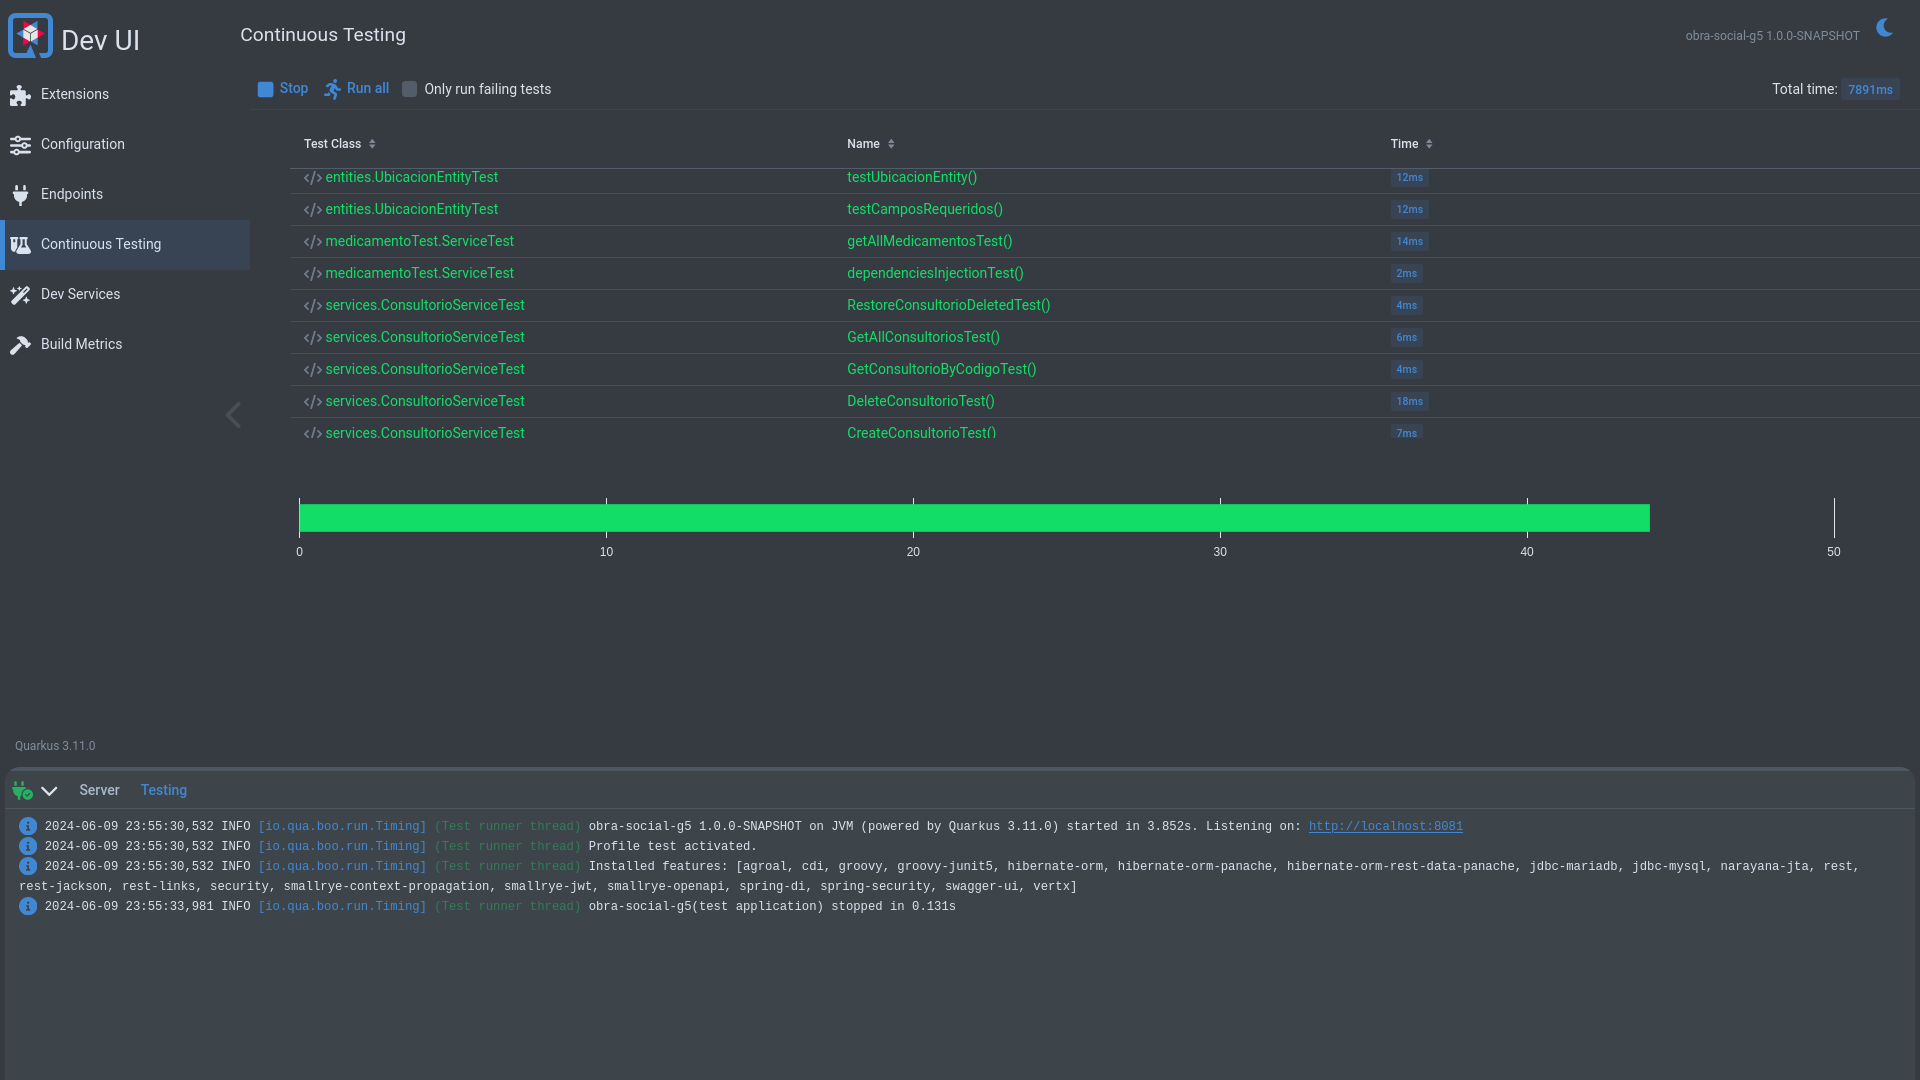 Dev UI
Continuous Testing
obra-social-g5 1.0.0-SNAPSHOT
Extensions
Configuration
Endpoints
Continuous Testing
Dev Services
Build Metrics
Stop Run all Only run failing tests Total time: 7891ms
Test Class Name Time
entities.UbicacionEntityTest testUbicacionEntity() 12ms
entities.UbicacionEntityTest testCamposRequeridos() 12ms
medicamentoTest.ServiceTest getAllMedicamentosTest() 14ms
medicamentoTest.ServiceTest dependenciesInjectionTest() 2ms
services.ConsultorioServiceTest RestoreConsultorioDeletedTest() 4ms
services.ConsultorioServiceTest GetAllConsultoriosTest() 6ms
services.ConsultorioServiceTest GetConsultorioByCodigoTest() 4ms
services.ConsultorioServiceTest DeleteConsultorioTest() 18ms
services.ConsultorioServiceTest CreateConsultorioTest() 7ms
0 10 20 30 40 50
Quarkus 3.11.0
Server Testing
2024-06-09 23:55:30,532 INFO [io.qua.boo.run.Timing] (Test runner thread) obra-social-g5 1.0.0-SNAPSHOT on JVM (powered by Quarkus 3.11.0) started in 3.852s. Listening on: http://localhost:8081
2024-06-09 23:55:30,532 INFO [io.qua.boo.run.Timing] (Test runner thread) Profile test activated.
2024-06-09 23:55:30,532 INFO [io.qua.boo.run.Timing] (Test runner thread) Installed features: [agroal, cdi, groovy, groovy-junit5, hibernate-orm, hibernate-orm-panache, hibernate-orm-rest-data-panache, jdbc-mariadb, jdbc-mysql, narayana-jta, rest,
rest-jackson, rest-links, security, smallrye-context-propagation, smallrye-jwt, smallrye-openapi, spring-di, spring-security, swagger-ui, vertx]
2024-06-09 23:55:33,981 INFO [io.qua.boo.run.Timing] (Test runner thread) obra-social-g5(test application) stopped in 0.131s